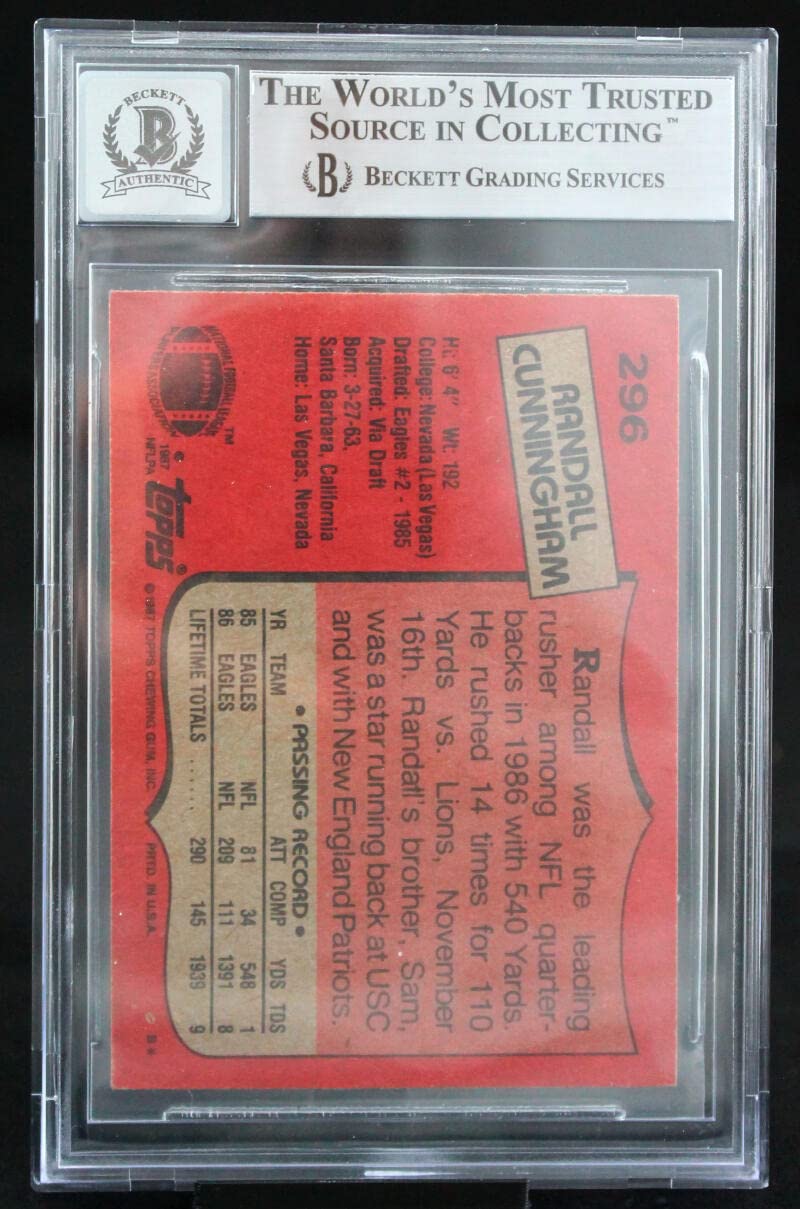 BECKETT
B
AUTHENTIC
THE WORLD'S MOST TRUSTED
SOURCE IN COLLECTING™
B BECKETT GRADING SERVICES
296
RANDALL
CUNNINGHAM
Ht: 6' 4" Wt: 192
College: Nevada (Las Vegas)
Drafted: Eagles #2 - 1985
Acquired: Via Draft
Born: 3-27-63,
Santa Barbara, California
Home: Las Vegas, Nevada
NATIONAL FOOTBALL LEAGUE
PLAYERS
ASSOCIATION
™
© 1987
NFLPA
topps®
© 1987 TOPPS CHEWING GUM, INC. PRTD. IN U.S.A.
B*
Randall was the leading
rusher among NFL quarter-
backs in 1986 with 540 Yards.
He rushed 14 times for 110
Yards vs. Lions, November
16th. Randall's brother, Sam,
was a star running back at USC
and with New England Patriots.
• PASSING RECORD •
YR TEAM ATT COMP YDS TDS
85 EAGLES NFL 81 34 548 1
86 EAGLES NFL 209 111 1391 8
LIFETIME TOTALS ...... 290 145 1939 9